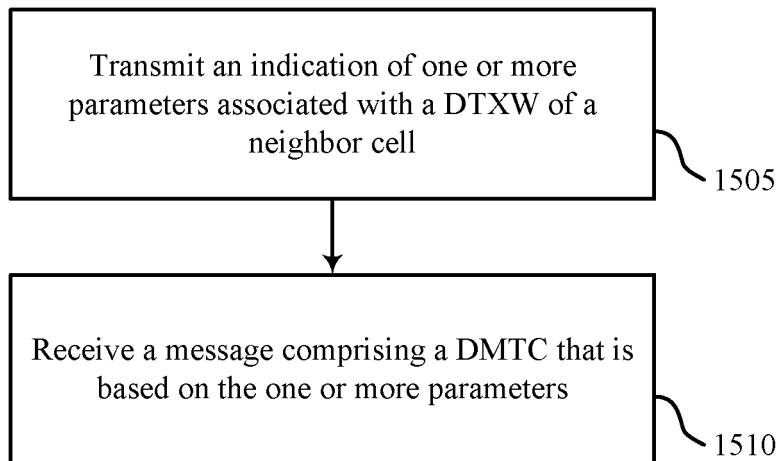 Transmit an indication of one or more
parameters associated with a DTXW of a
neighbor cell
1505
Receive a message comprising a DMTC that is
based on the one or more parameters
1510